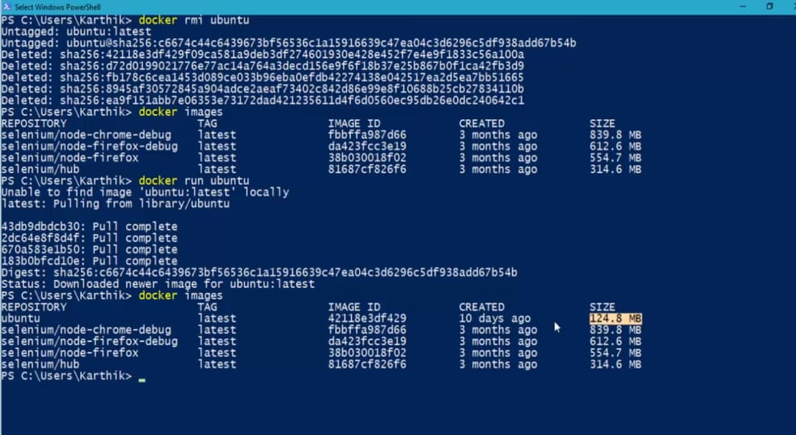 Select Windows PowerShell
PS C:\Users\Karthik> docker rmi ubuntu
Untagged: ubuntu:latest
Untagged: ubuntu@sha256:c6674c44c6439673bf56536c1a15916639c47ea04c3d6296c5df938add67b54b
Deleted: sha256:42118e3df429f09ca581a9deb3df274601930e428e452f7e4e9f1833c56a100a
Deleted: sha256:d72d0199021776e77ac14a764a3decd156e9f6f18b37e25b867b0f1ca42fb3d9
Deleted: sha256:fb178c6cea1453d089ce033b96eba0efdb42274138e042517ea2d5ea7bb51665
Deleted: sha256:8945af30572845a904adce2aeaf73402c842d86e99e8f10688b25cb27834110b
Deleted: sha256:ea9f151abb7e06353e73172dad421235611d4f6d0560ec95db26e0dc240642c1
PS C:\Users\Karthik> docker images
REPOSITORY TAG IMAGE ID CREATED SIZE
selenium/node-chrome-debug latest fbbffa987d66 3 months ago 839.8 MB
selenium/node-firefox-debug latest da423fcc3e19 3 months ago 612.6 MB
selenium/node-firefox latest 38b030018f02 3 months ago 554.7 MB
selenium/hub latest 81687cf826f6 3 months ago 314.6 MB
PS C:\Users\Karthik> docker run ubuntu
Unable to find image 'ubuntu:latest' locally
latest: Pulling from library/ubuntu
43db9dbdcb30: Pull complete
2dc64e8f8d4f: Pull complete
670a583e1b50: Pull complete
183b0bfcd10e: Pull complete
Digest: sha256:c6674c44c6439673bf56536c1a15916639c47ea04c3d6296c5df938add67b54b
Status: Downloaded newer image for ubuntu:latest
PS C:\Users\Karthik> docker images
REPOSITORY TAG IMAGE ID CREATED SIZE
ubuntu latest 42118e3df429 10 days ago 124.8 MB
selenium/node-chrome-debug latest fbbffa987d66 3 months ago 839.8 MB
selenium/node-firefox-debug latest da423fcc3e19 3 months ago 612.6 MB
selenium/node-firefox latest 38b030018f02 3 months ago 554.7 MB
selenium/hub latest 81687cf826f6 3 months ago 314.6 MB
PS C:\Users\Karthik>